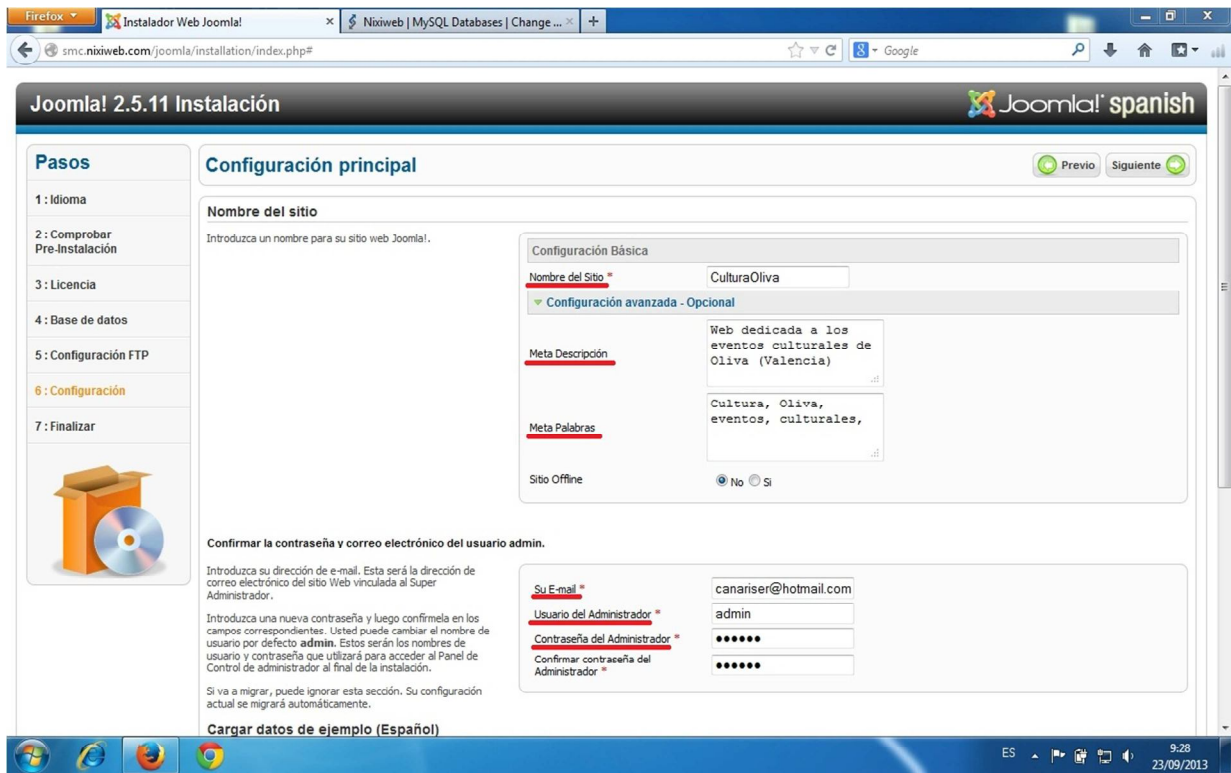 Firefox
Instalador Web Joomla!
Nixiweb | MySQL Databases | Change ...
smc.nixiweb.com/joomla/installation/index.php#
Google
Joomla! 2.5.11 Instalación
Joomla! spanish
Pasos
1 : Idioma
2 : Comprobar
Pre-Instalación
3 : Licencia
4 : Base de datos
5 : Configuración FTP
6 : Configuración
7 : Finalizar
Configuración principal
Previo
Siguiente
Nombre del sitio
Introduzca un nombre para su sitio web Joomla!.
Configuración Básica
Nombre del Sitio * CulturaOliva
Configuración avanzada - Opcional
Meta Descripción
Web dedicada a los
eventos culturales de
Oliva (Valencia)
Meta Palabras
Cultura, Oliva,
eventos, culturales,
Sitio Offline No Si
Confirmar la contraseña y correo electrónico del usuario admin.
Introduzca su dirección de e-mail. Esta será la dirección de
correo electrónico del sitio Web vinculada al Super
Administrador.
Introduzca una nueva contraseña y luego confírmela en los
campos correspondientes. Usted puede cambiar el nombre de
usuario por defecto admin. Estos serán los nombres de
usuario y contraseña que utilizará para acceder al Panel de
Control de administrador al final de la instalación.
Si va a migrar, puede ignorar esta sección. Su configuración
actual se migrará automáticamente.
Su E-mail * canariser@hotmail.com
Usuario del Administrador * admin
Contraseña del Administrador * ●●●●●●
Confirmar contraseña del
Administrador * ●●●●●●
Cargar datos de ejemplo (Español)
ES
9:28
23/09/2013